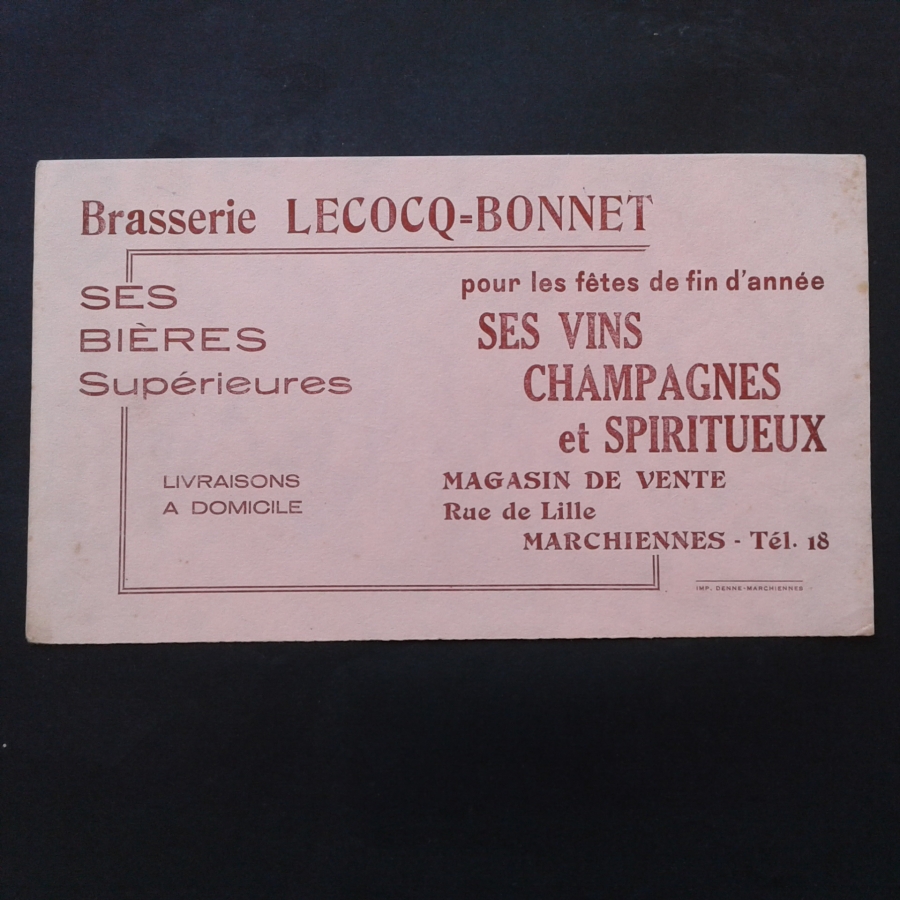 Brasserie LECOCQ=BONNET
SES
BIÈRES
Supérieures
LIVRAISONS
A DOMICILE
pour les fêtes de fin d'année
SES VINS
CHAMPAGNES
et SPIRITUEUX
MAGASIN DE VENTE
Rue de Lille
MARCHIENNES - Tél. 18
IMP. DENNE-MARCHIENNES